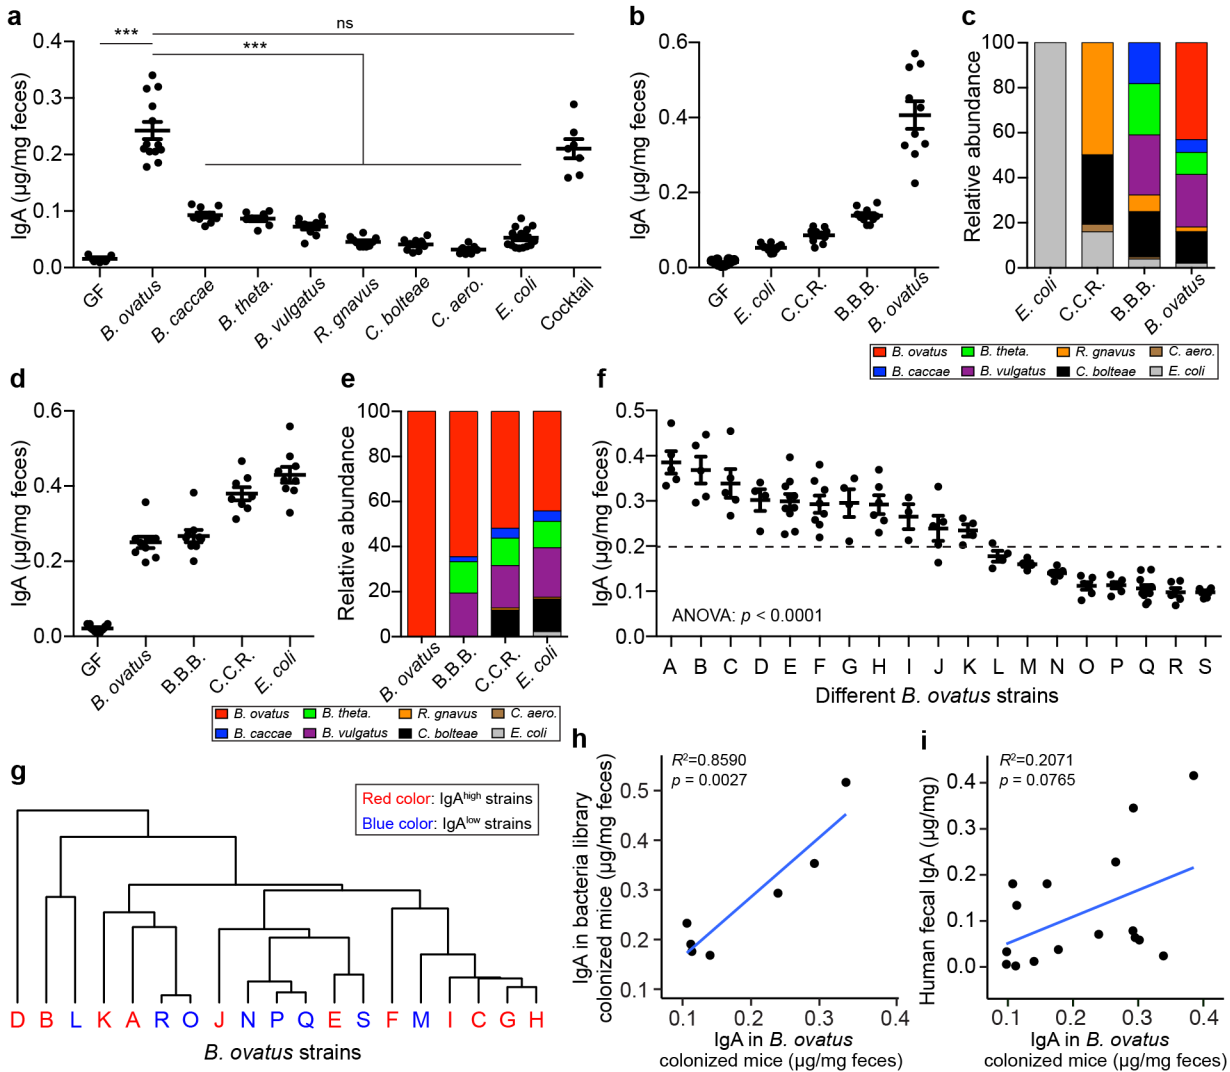 a
IgA (µg/mg feces)
0.4
0.3
0.2
0.1
0.0
***
ns
***
GF
B. ovatus
B. caccae
B. theta.
B. vulgatus
R. gnavus
C. bolteae
C. aero.
E. coli
Cocktail
b
IgA (µg/mg feces)
0.6
0.4
0.2
0.0
GF
E. coli
C.C.R.
B.B.B.
B. ovatus
c
Relative abundance
100
80
60
40
20
0
E. coli
C.C.R.
B.B.B.
B. ovatus
B. ovatus B. theta. R. gnavus C. aero.
B. caccae B. vulgatus C. bolteae E. coli
d
IgA (µg/mg feces)
0.6
0.4
0.2
0.0
GF
B. ovatus
B.B.B.
C.C.R.
E. coli
e
Relative abundance
100
80
60
40
20
0
B. ovatus
B.B.B.
C.C.R.
E. coli
B. ovatus B. theta. R. gnavus C. aero.
B. caccae B. vulgatus C. bolteae E. coli
f
IgA (µg/mg feces)
0.5
0.4
0.3
0.2
0.1
0.0
ANOVA: p < 0.0001
A B C D E F G H I J K L M N O P Q R S
Different B. ovatus strains
g
Red color: IgAhigh strains
Blue color: IgAlow strains
D B L K A R O J N P Q E S F M I C G H
B. ovatus strains
h
R2=0.8590
p = 0.0027
IgA in bacteria library
colonized mice (µg/mg feces)
0.5
0.4
0.3
0.2
0.1
0.1 0.2 0.3 0.4
IgA in B. ovatus
colonized mice (µg/mg feces)
i
R2=0.2071
p = 0.0765
Human fecal IgA (µg/mg)
0.4
0.3
0.2
0.1
0.0
0.1 0.2 0.3 0.4
IgA in B. ovatus
colonized mice (µg/mg feces)